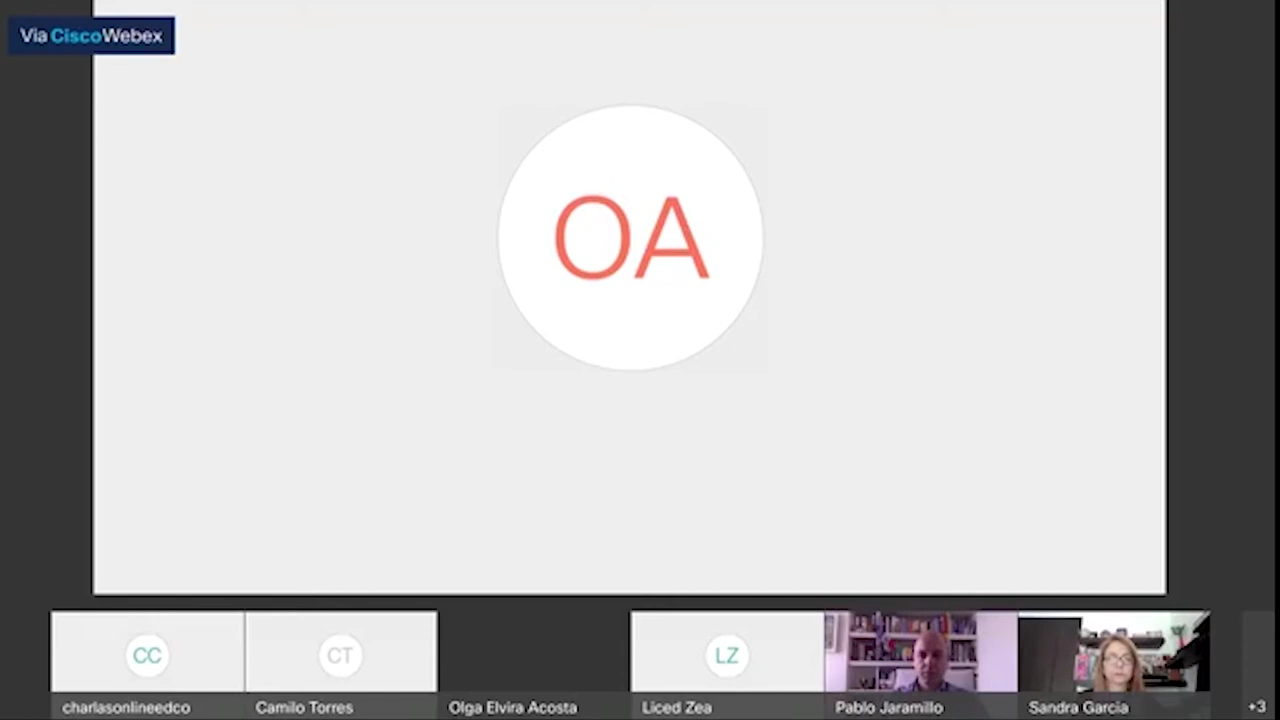 Via CiscoWebex
OA
CC
CT
LZ
charlasonlineedco
Camilo Torres
Olga Elvira Acosta
Liced Zea
Pablo Jaramillo
Sandra Garcia
+3